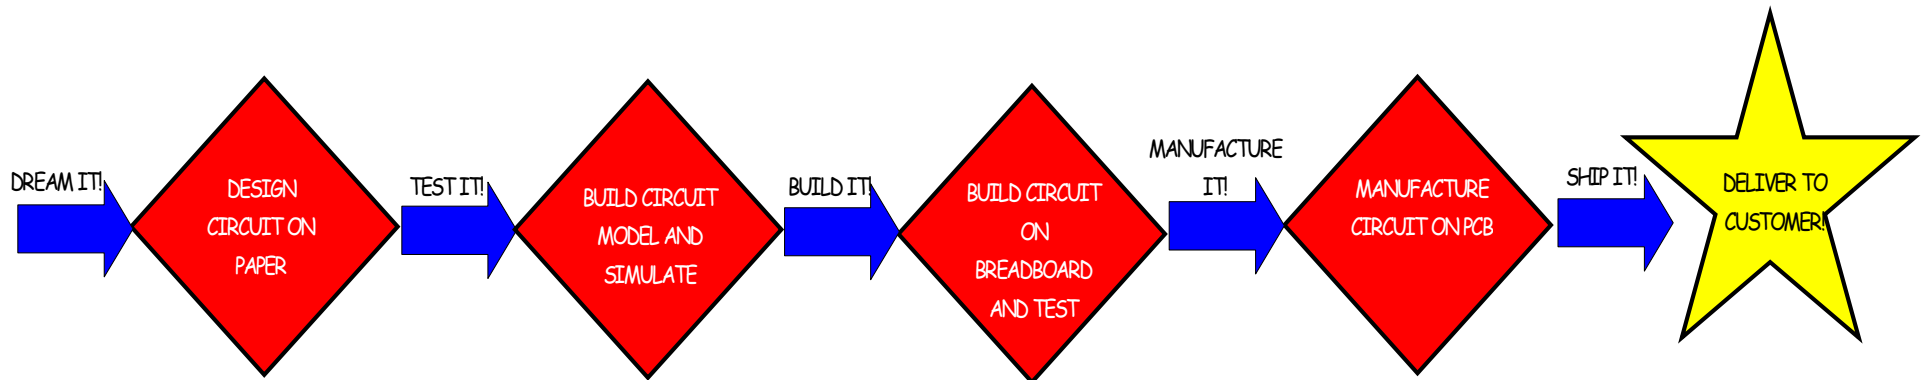 DREAM IT!
DESIGN
CIRCUIT ON
PAPER
TEST IT!
BUILD CIRCUIT
MODEL AND
SIMULATE
BUILD IT!
BUILD CIRCUIT
ON
BREADBOARD
AND TEST
MANUFACTURE
IT!
MANUFACTURE
CIRCUIT ON PCB
SHIP IT!
DELIVER TO
CUSTOMER!